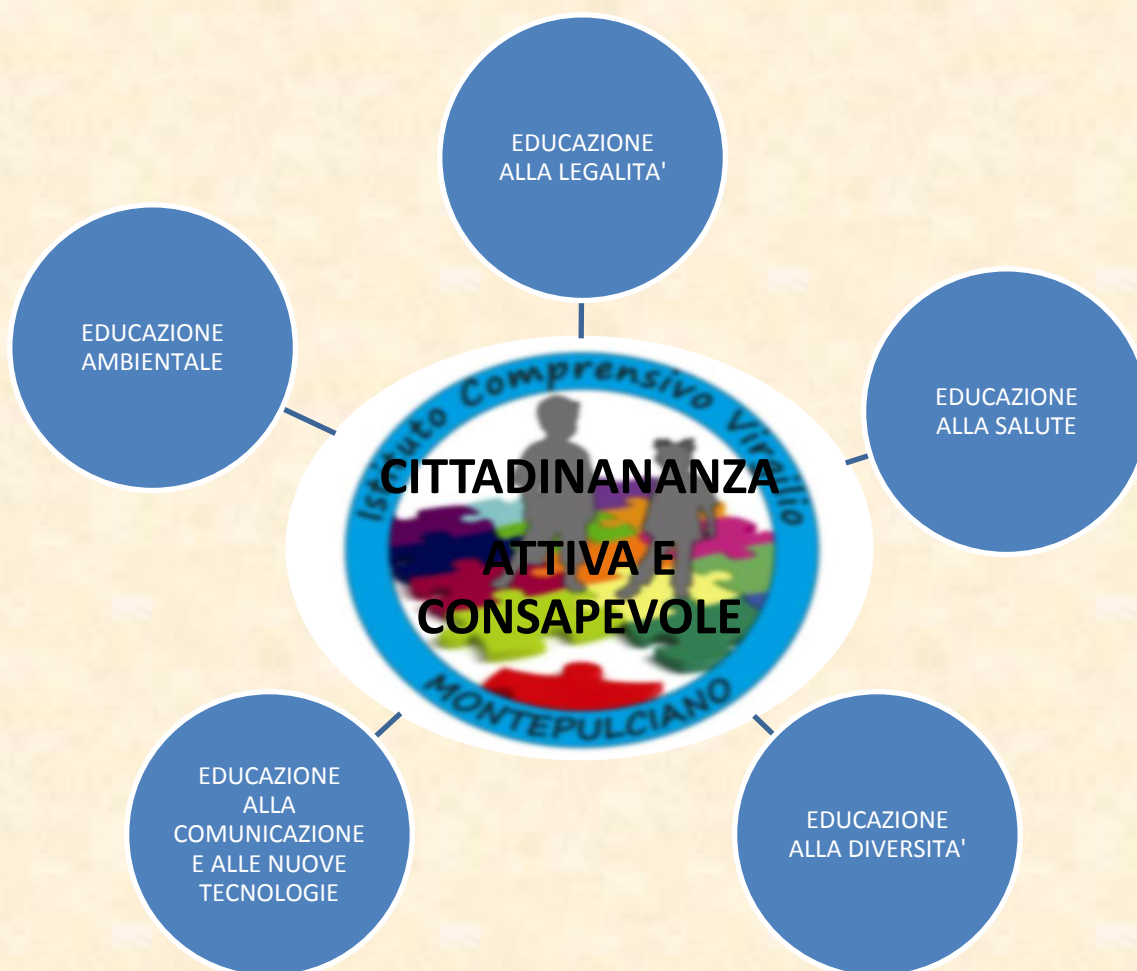 EDUCAZIONE
ALLA LEGALITA'
EDUCAZIONE
AMBIENTALE
EDUCAZIONE
ALLA SALUTE
Istituto Comprensivo Virgilio
CITTADINANANZA
ATTIVA E
CONSAPEVOLE
MONTEPULCIANO
EDUCAZIONE
ALLA
COMUNICAZIONE
E ALLE NUOVE
TECNOLOGIE
EDUCAZIONE
ALLA DIVERSITA'